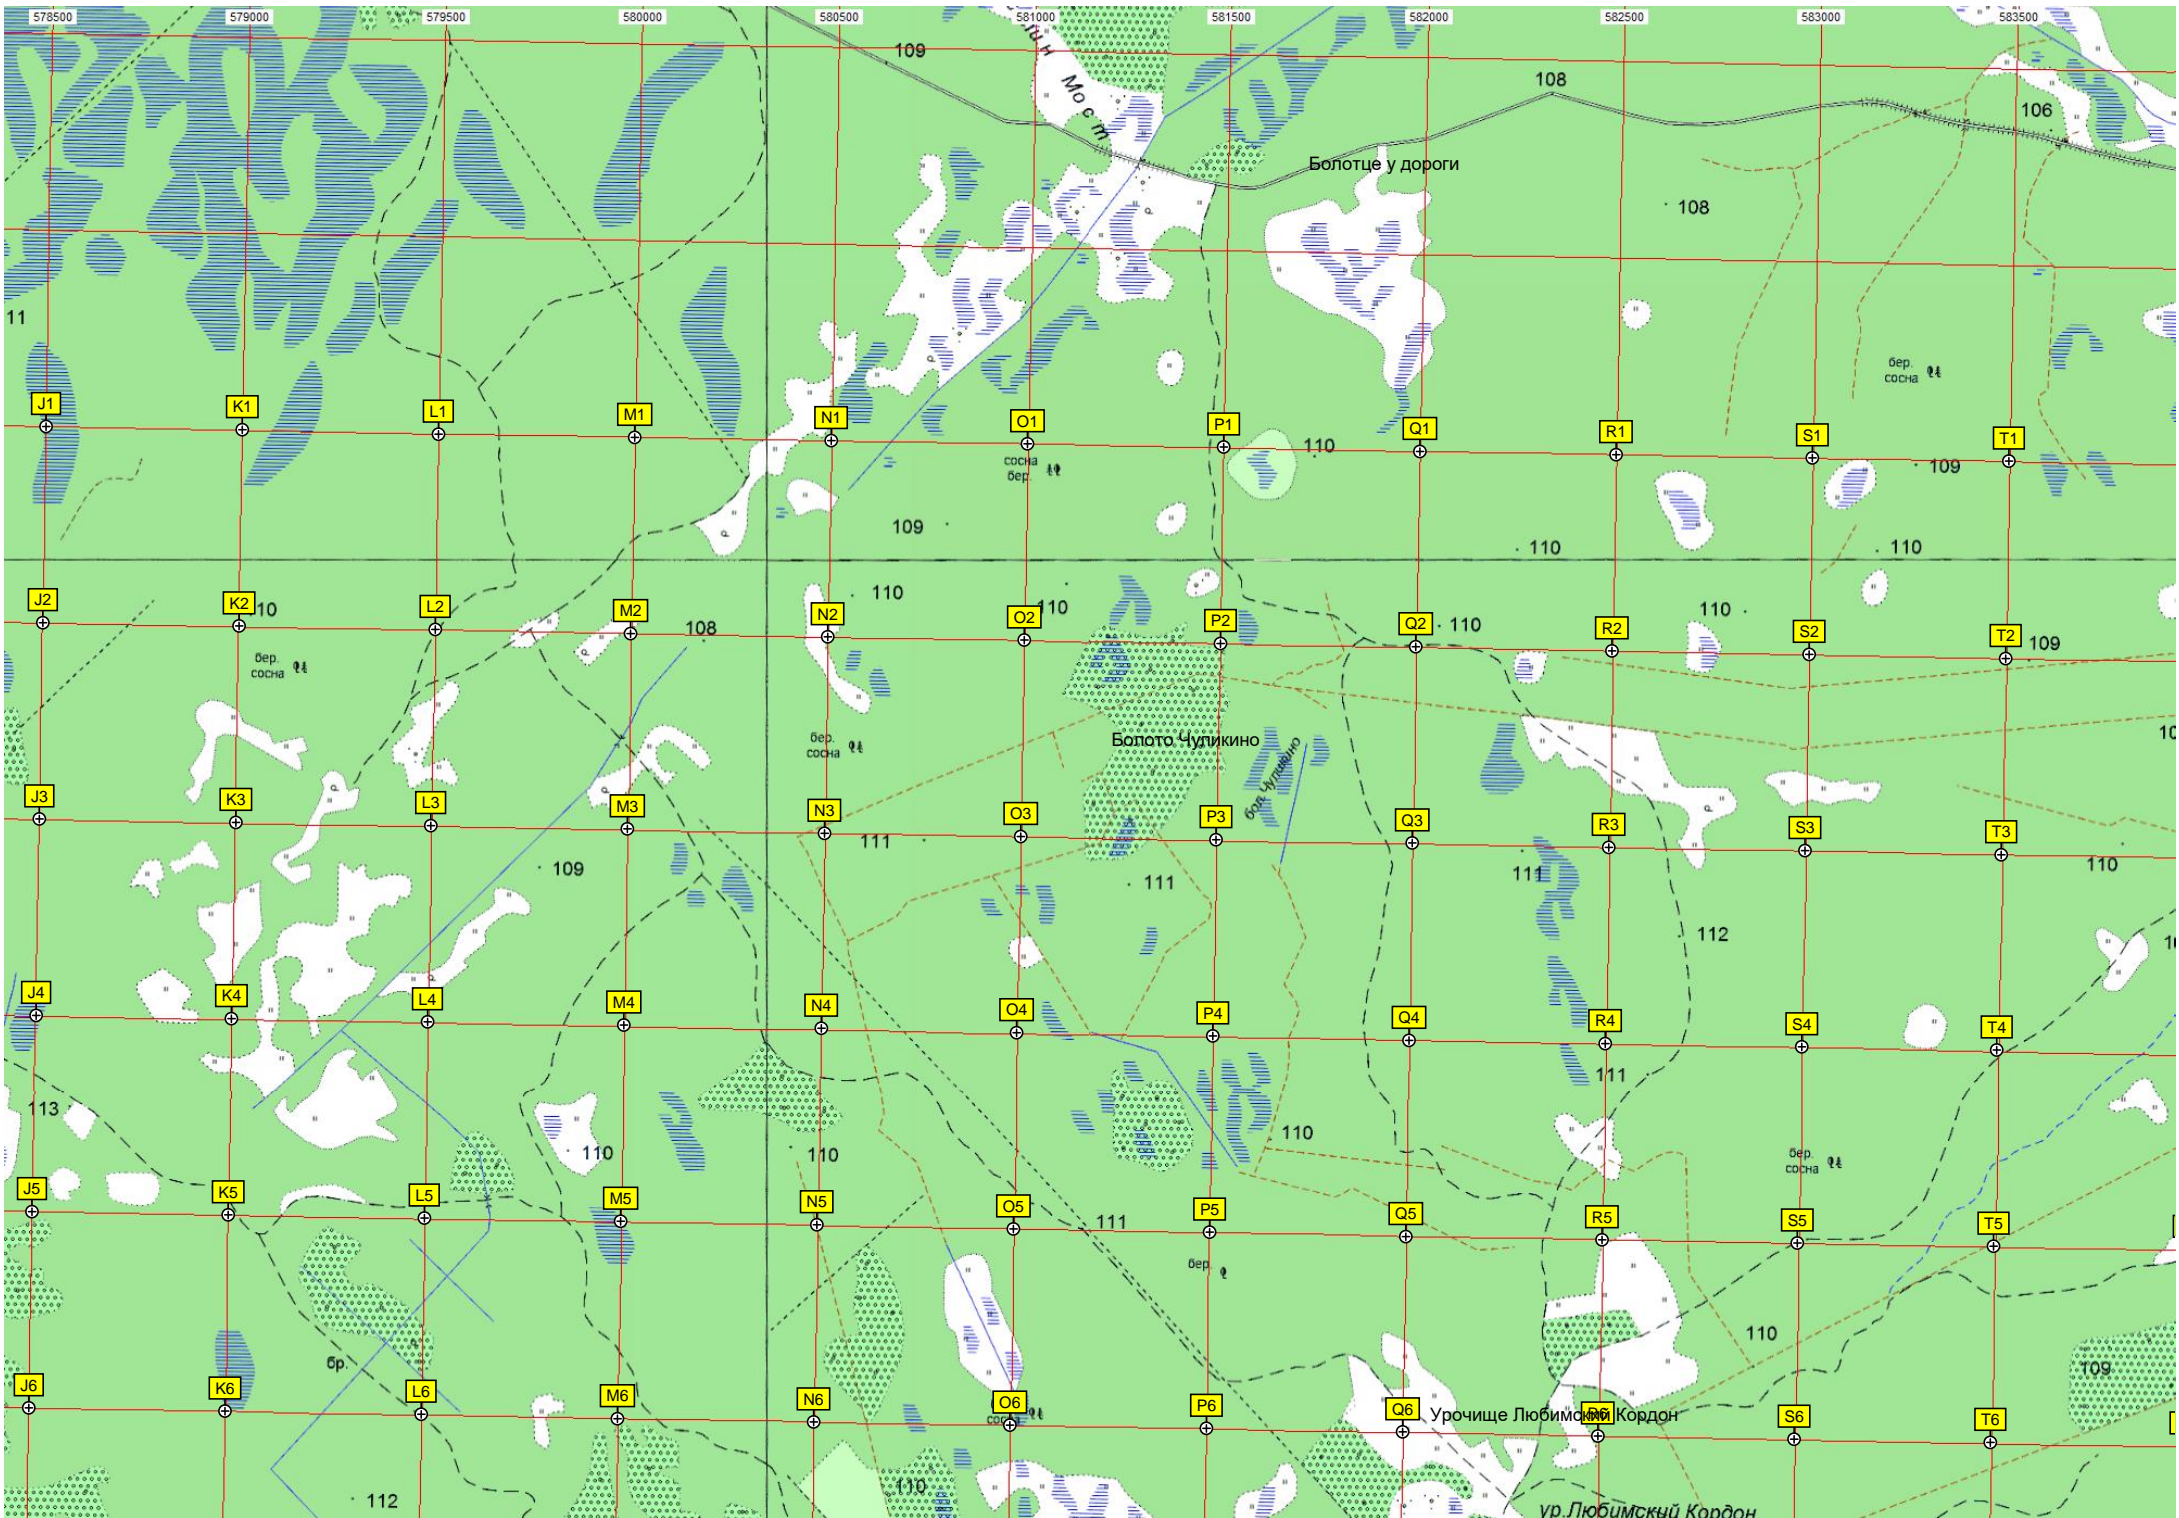 578500 579000 579500 580000 580500 581000 581500 582000 582500 583000 583500
109
Мост
108
106
Болотце у дороги
108
11
бер.
сосна
J1 K1 L1 M1 N1 O1 P1 Q1 R1 S1 T1
110
109
сосна
бер.
109
110
110
J2 K2 L2 M2 N2 O2 P2 Q2 R2 S2 T2
10
108
110
110
110
110
109
бер.
сосна
бер.
сосна
Болото Чуликино
бол. Чуликино
10
J3 K3 L3 M3 N3 O3 P3 Q3 R3 S3 T3
109
111
111
111
110
112
J4 K4 L4 M4 N4 O4 P4 Q4 R4 S4 T4
113
111
110
110
110
бер.
сосна
J5 K5 L5 M5 N5 O5 P5 Q5 R5 S5 T5
111
бер.
110
бр.
109
J6 K6 L6 M6 N6 O6 P6 Q6 R6 S6 T6
Урочище Любимский Кордон
112
110
ур.Любимский Кордон